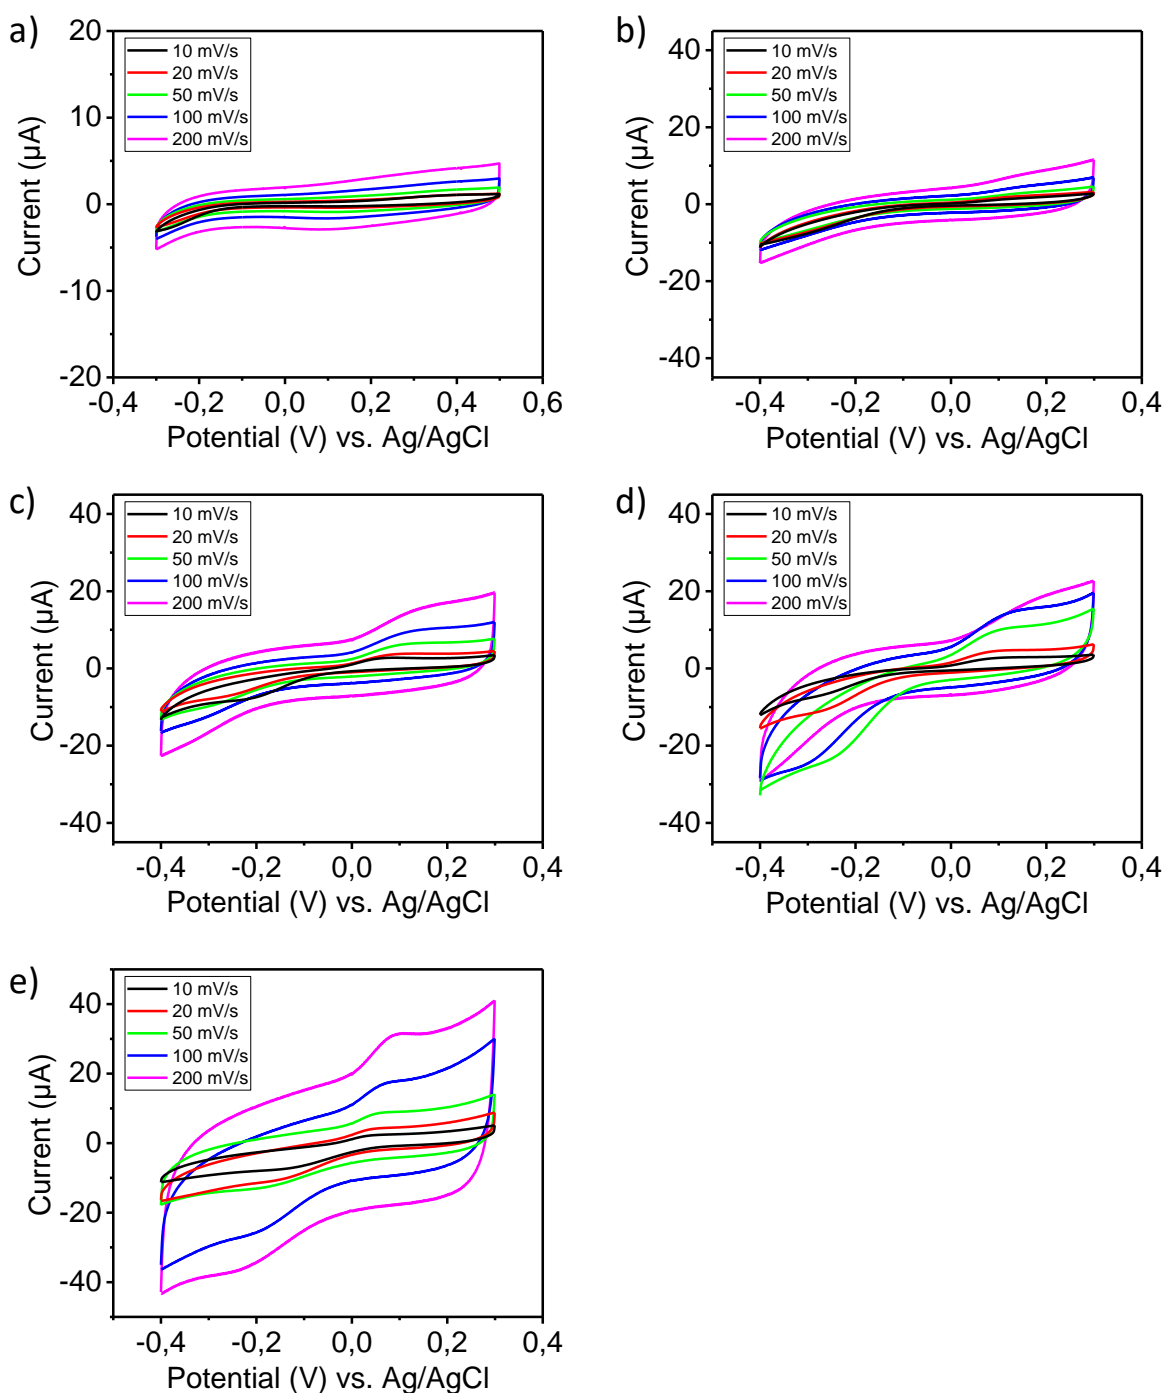 a)
10 mV/s
20 mV/s
50 mV/s
100 mV/s
200 mV/s
Current (µA)
20
10
0
-10
-20
-0,4 -0,2 0,0 0,2 0,4 0,6
Potential (V) vs. Ag/AgCl
b)
10 mV/s
20 mV/s
50 mV/s
100 mV/s
200 mV/s
Current (µA)
40
20
0
-20
-40
-0,4 -0,2 0,0 0,2 0,4
Potential (V) vs. Ag/AgCl
c)
10 mV/s
20 mV/s
50 mV/s
100 mV/s
200 mV/s
Current (µA)
40
20
0
-20
-40
-0,4 -0,2 0,0 0,2 0,4
Potential (V) vs. Ag/AgCl
d)
10 mV/s
20 mV/s
50 mV/s
100 mV/s
200 mV/s
Current (µA)
40
20
0
-20
-40
-0,4 -0,2 0,0 0,2 0,4
Potential (V) vs. Ag/AgCl
e)
10 mV/s
20 mV/s
50 mV/s
100 mV/s
200 mV/s
Current (µA)
40
20
0
-20
-40
-0,4 -0,2 0,0 0,2 0,4
Potential (V) vs. Ag/AgCl